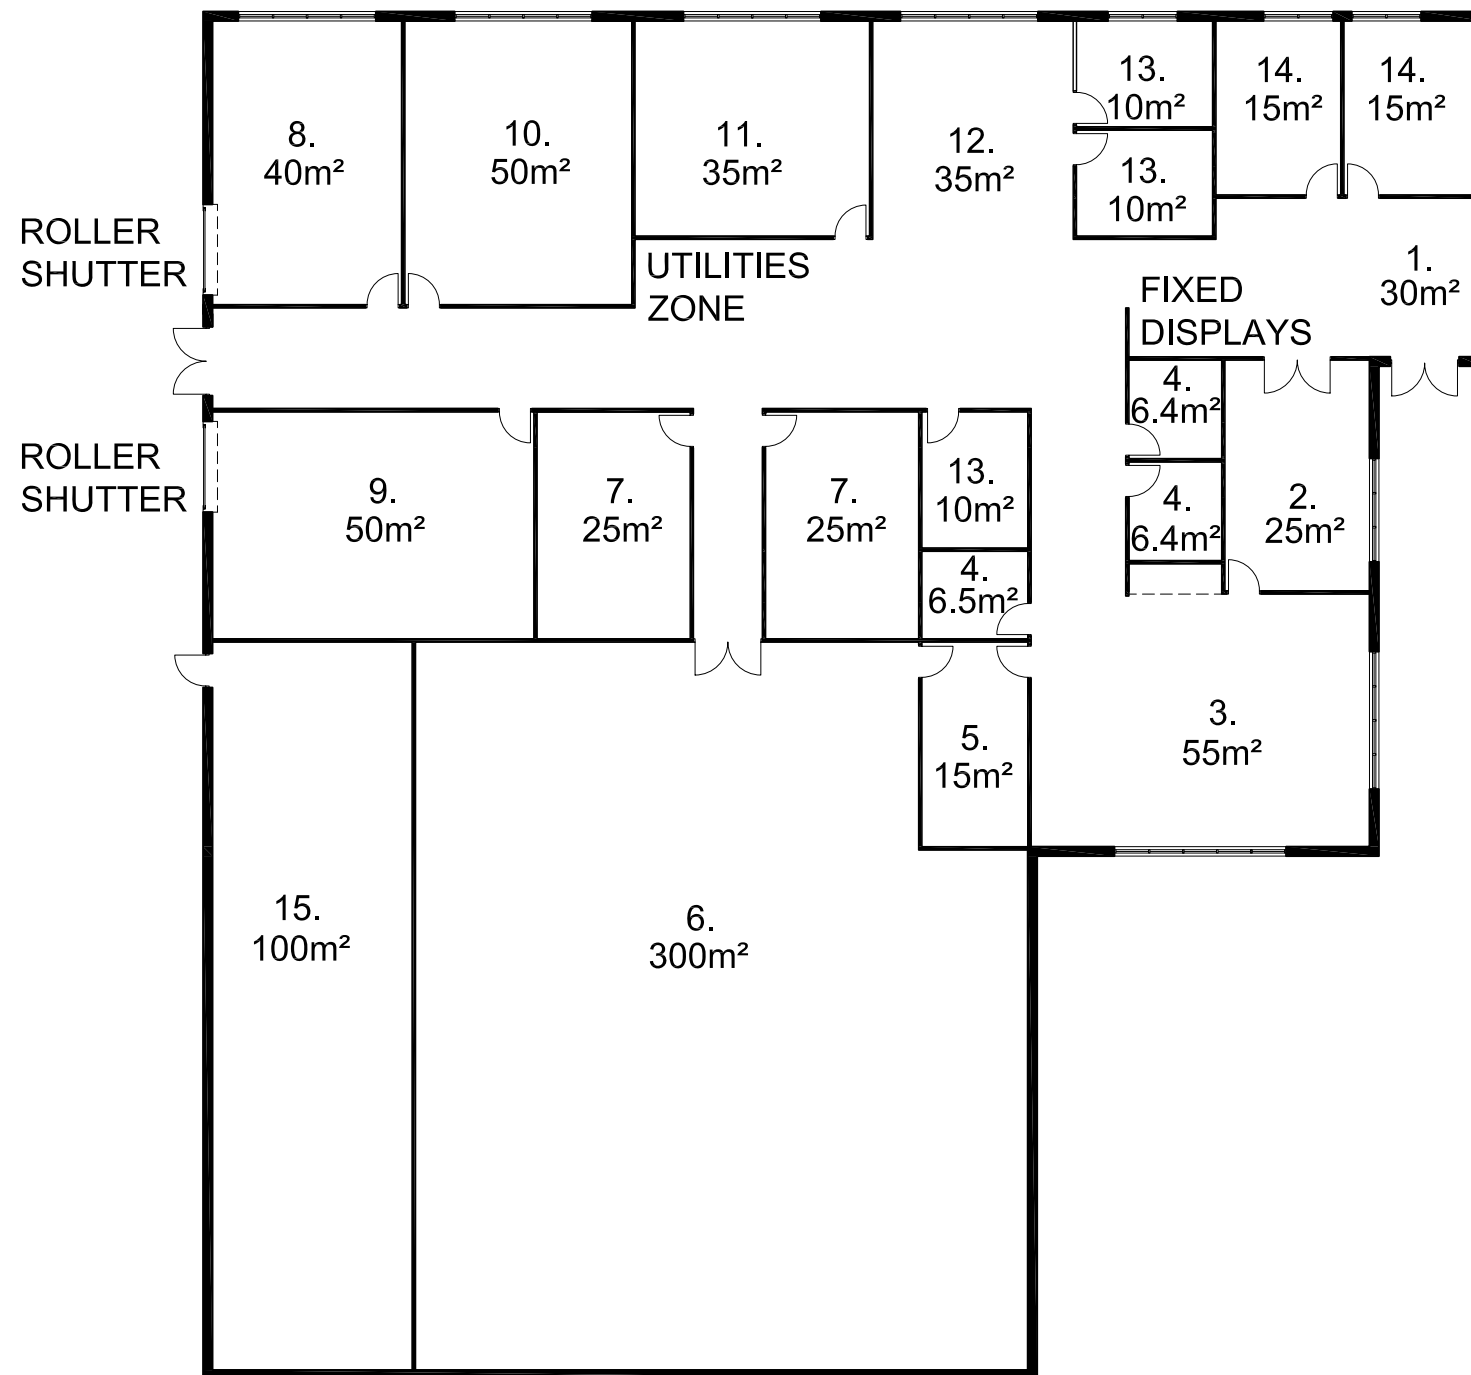 8.
40m²
10.
50m²
11.
35m²
12.
35m²
13.
10m²
13.
10m²
14.
15m²
14.
15m²
ROLLER
SHUTTER
UTILITIES
ZONE
FIXED
DISPLAYS
1.
30m²
ROLLER
SHUTTER
9.
50m²
7.
25m²
7.
25m²
13.
10m²
4.
6.5m²
4.
6.4m²
4.
6.4m²
2.
25m²
5.
15m²
3.
55m²
15.
100m²
6.
300m²